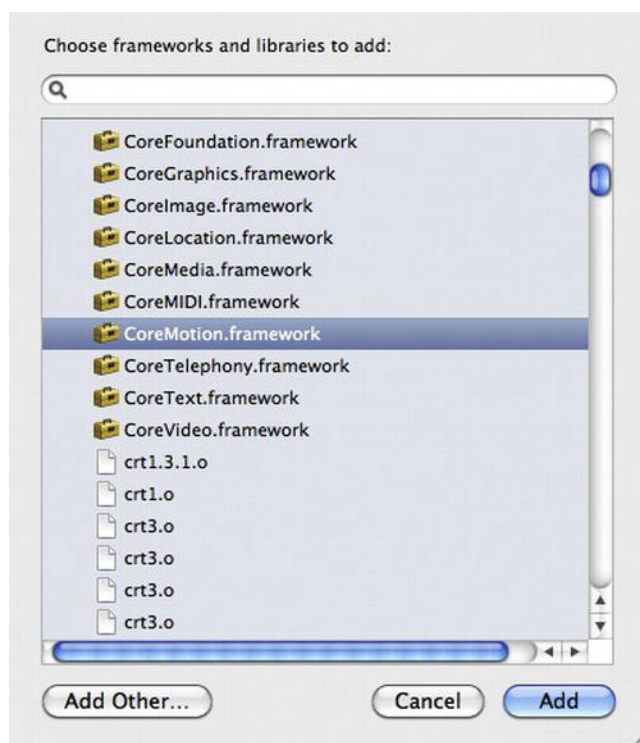 Choose frameworks and libraries to add:
CoreFoundation.framework
CoreGraphics.framework
CoreImage.framework
CoreLocation.framework
CoreMedia.framework
CoreMIDI.framework
CoreMotion.framework
CoreTelephony.framework
CoreText.framework
CoreVideo.framework
crt1.3.1.o
crt1.o
crt3.o
crt3.o
crt3.o
crt3.o
Add Other... Cancel Add